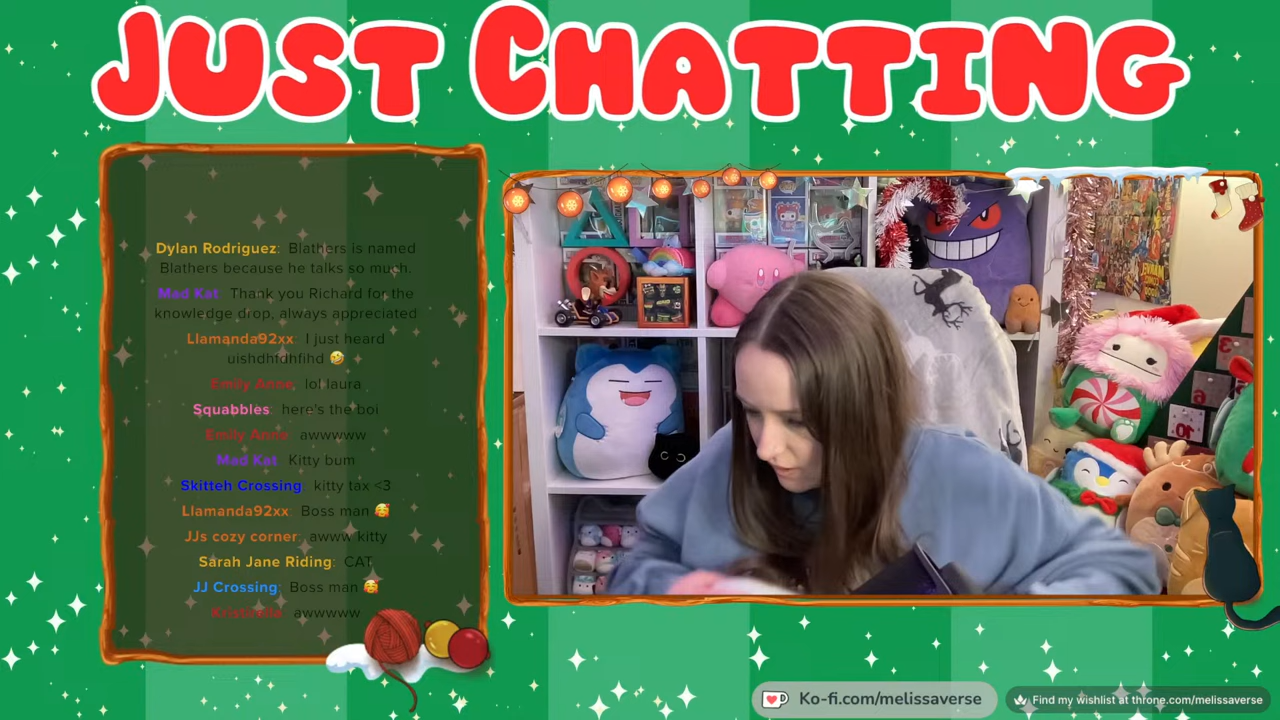 JUST CHATTING
Dylan Rodriguez: Blathers is named
Blathers because he talks so much.
Mad Kat: Thank you Richard for the
knowledge drop, always appreciated
Llamanda92xx: I just heard
uishdhfdhfihd 🤣
Emily Anne: lol laura
Squabbles: here's the boi
Emily Anne: awwwww
Mad Kat: Kitty bum
Skitteh Crossing: kitty tax <3
Llamanda92xx: Boss man 🥰
JJs cozy corner: awww kitty
Sarah Jane Riding: CAT
JJ Crossing: Boss man 🥰
awwwww
Ko-fi.com/melissaverse
Find my wishlist at throne.com/melissaverse